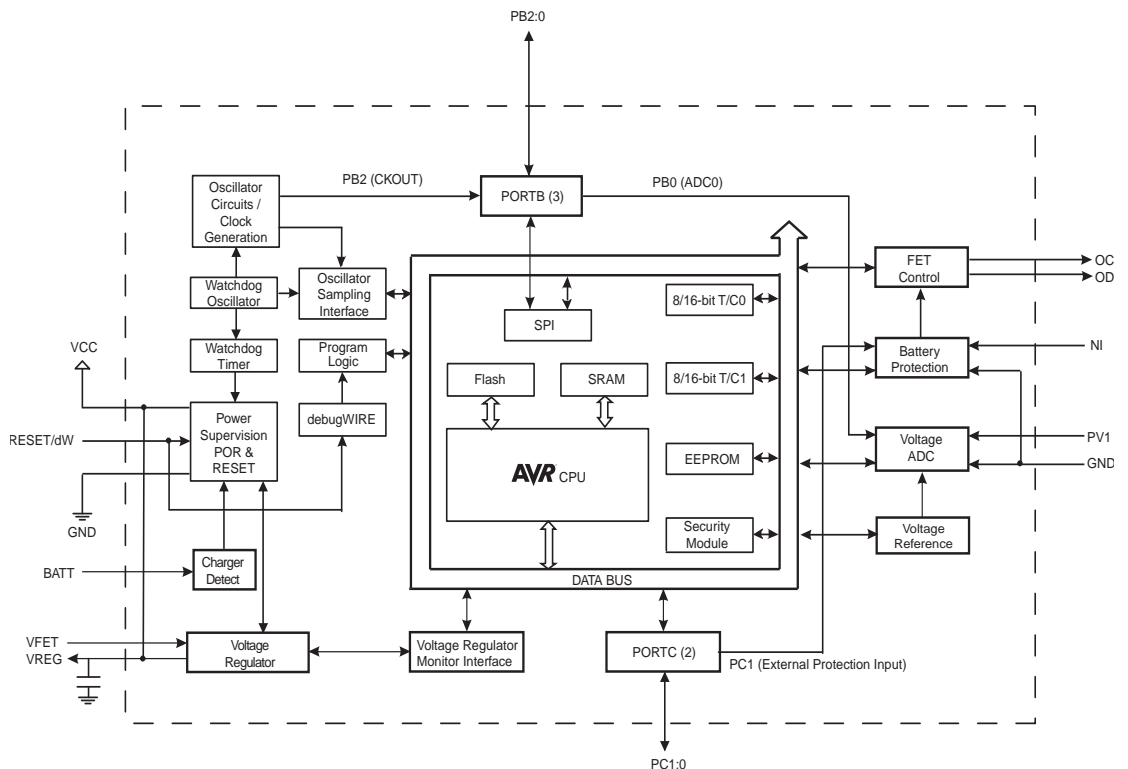 PB2:0
Oscillator
Circuits /
Clock
Generation
PB2 (CKOUT)
PORTB (3)
PB0 (ADC0)
Watchdog
Oscillator
Oscillator
Sampling
Interface
SPI
8/16-bit T/C0
FET
Control
OC
OD
VCC
Watchdog
Timer
Program
Logic
Flash
SRAM
8/16-bit T/C1
Battery
Protection
NI
RESET/dW
Power
Supervision
POR &
RESET
debugWIRE
AVR CPU
EEPROM
Voltage
ADC
PV1
GND
GND
Security
Module
Voltage
Reference
BATT
Charger
Detect
DATA BUS
VFET
VREG
Voltage
Regulator
Voltage Regulator
Monitor Interface
PORTC (2)
PC1 (External Protection Input)
PC1:0